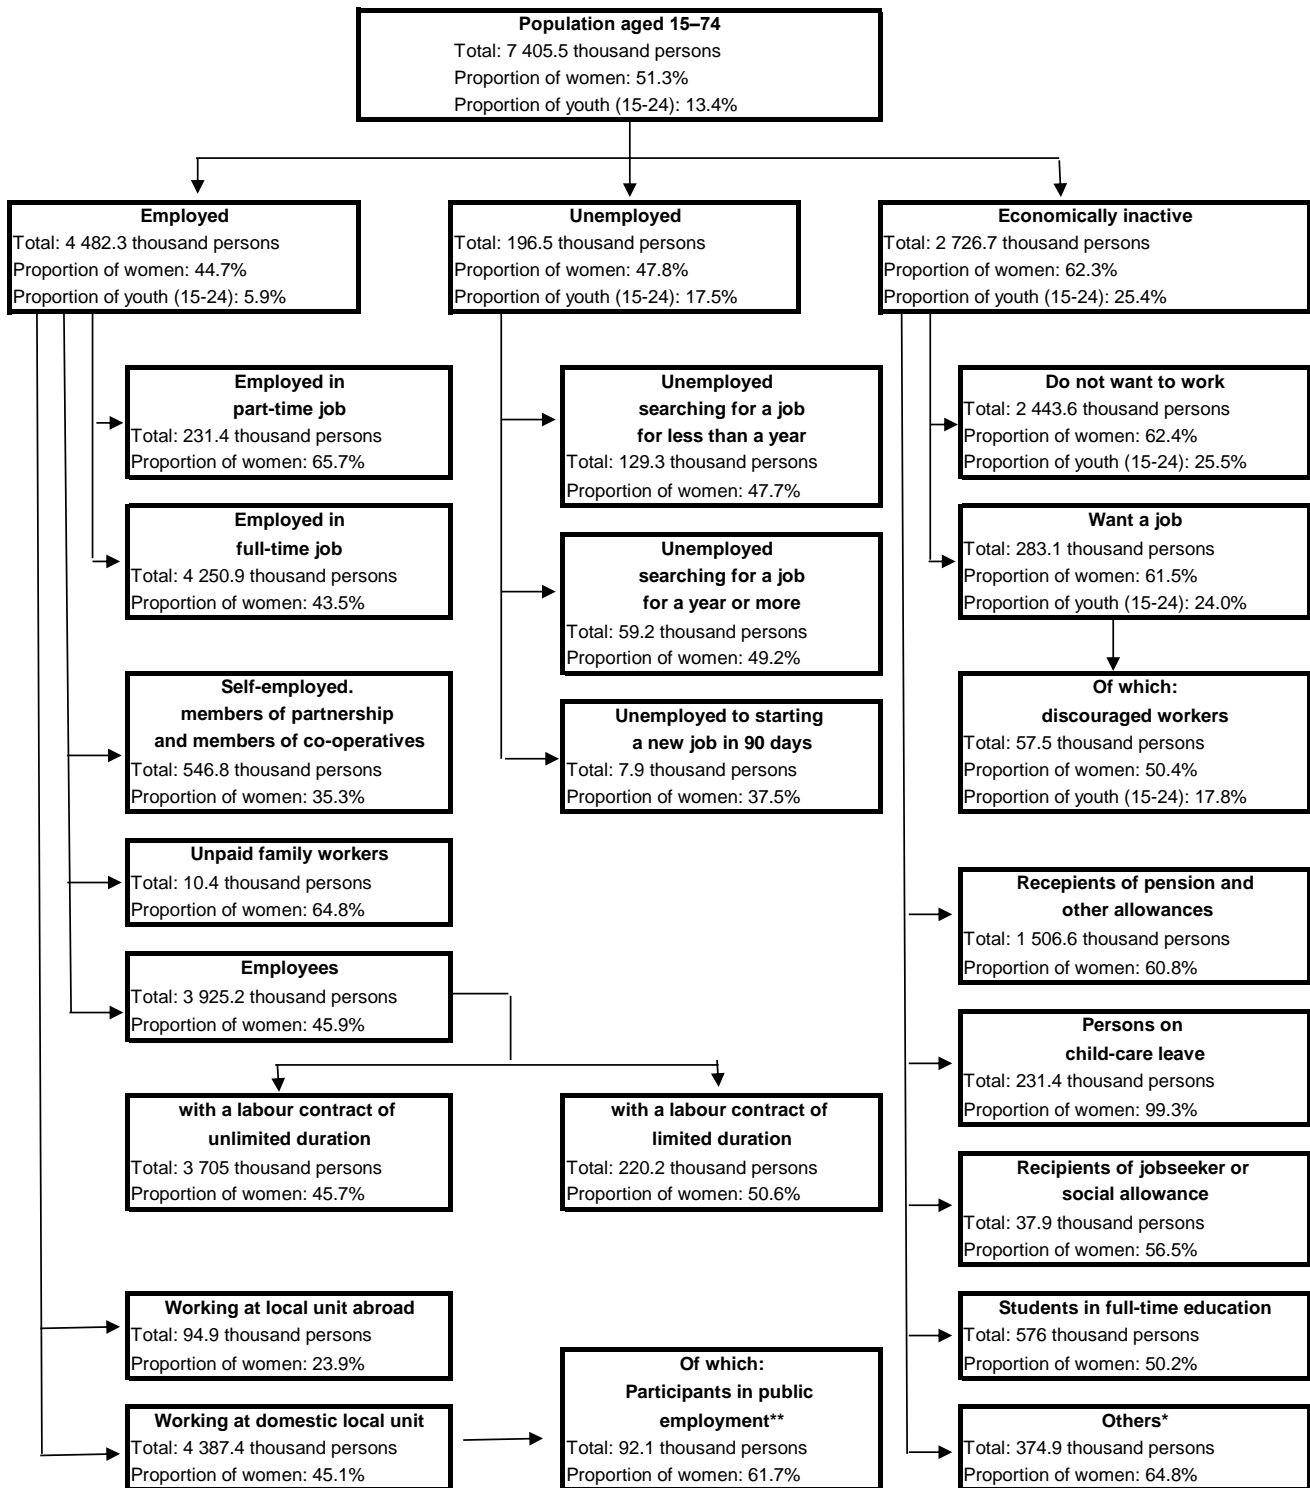 Population aged 15–74
Total: 7 405.5 thousand persons
Proportion of women: 51.3%
Proportion of youth (15-24): 13.4%
Employed
Total: 4 482.3 thousand persons
Proportion of women: 44.7%
Proportion of youth (15-24): 5.9%
Unemployed
Total: 196.5 thousand persons
Proportion of women: 47.8%
Proportion of youth (15-24): 17.5%
Economically inactive
Total: 2 726.7 thousand persons
Proportion of women: 62.3%
Proportion of youth (15-24): 25.4%
Employed in
part-time job
Total: 231.4 thousand persons
Proportion of women: 65.7%
Employed in
full-time job
Total: 4 250.9 thousand persons
Proportion of women: 43.5%
Self-employed.
members of partnership
and members of co-operatives
Total: 546.8 thousand persons
Proportion of women: 35.3%
Unpaid family workers
Total: 10.4 thousand persons
Proportion of women: 64.8%
Employees
Total: 3 925.2 thousand persons
Proportion of women: 45.9%
with a labour contract of
unlimited duration
Total: 3 705 thousand persons
Proportion of women: 45.7%
with a labour contract of
limited duration
Total: 220.2 thousand persons
Proportion of women: 50.6%
Working at local unit abroad
Total: 94.9 thousand persons
Proportion of women: 23.9%
Working at domestic local unit
Total: 4 387.4 thousand persons
Proportion of women: 45.1%
Of which:
Participants in public
employment**
Total: 92.1 thousand persons
Proportion of women: 61.7%
Unemployed
searching for a job
for less than a year
Total: 129.3 thousand persons
Proportion of women: 47.7%
Unemployed
searching for a job
for a year or more
Total: 59.2 thousand persons
Proportion of women: 49.2%
Unemployed to starting
a new job in 90 days
Total: 7.9 thousand persons
Proportion of women: 37.5%
Do not want to work
Total: 2 443.6 thousand persons
Proportion of women: 62.4%
Proportion of youth (15-24): 25.5%
Want a job
Total: 283.1 thousand persons
Proportion of women: 61.5%
Proportion of youth (15-24): 24.0%
Of which:
discouraged workers
Total: 57.5 thousand persons
Proportion of women: 50.4%
Proportion of youth (15-24): 17.8%
Recepients of pension and
other allowances
Total: 1 506.6 thousand persons
Proportion of women: 60.8%
Persons on
child-care leave
Total: 231.4 thousand persons
Proportion of women: 99.3%
Recipients of jobseeker or
social allowance
Total: 37.9 thousand persons
Proportion of women: 56.5%
Students in full-time education
Total: 576 thousand persons
Proportion of women: 50.2%
Others*
Total: 374.9 thousand persons
Proportion of women: 64.8%